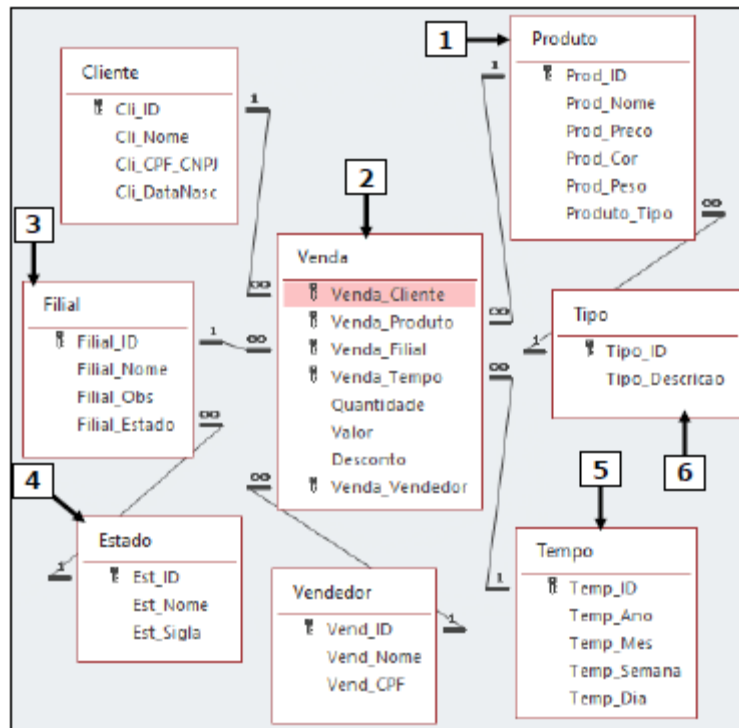 1
Produto
Prod_ID
Prod_Nome
Prod_Preco
Prod_Cor
Prod_Peso
Produto_Tipo
1
∞
Cliente
Cli_ID
Cli_Nome
Cli_CPF_CNPJ
Cli_DataNasc
1
2
Venda
Venda_Cliente
Venda_Produto
Venda_Filial
Venda_Tempo
Quantidade
Valor
Desconto
Venda_Vendedor
∞
∞
∞
∞
∞
3
Filial
Filial_ID
Filial_Nome
Filial_Obs
Filial_Estado
1
∞
Tipo
Tipo_ID
Tipo_Descricao
1
6
4
Estado
Est_ID
Est_Nome
Est_Sigla
1
Vendedor
Vend_ID
Vend_Nome
Vend_CPF
1
5
Tempo
Temp_ID
Temp_Ano
Temp_Mes
Temp_Semana
Temp_Dia
1